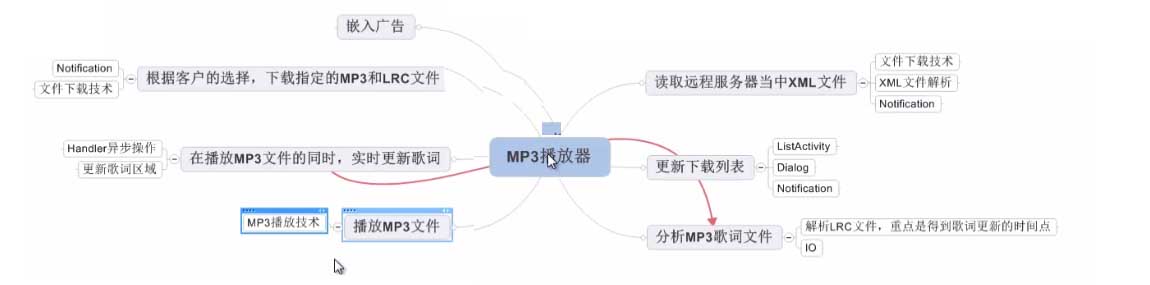 嵌入广告
Notification
文件下载技术
根据客户的选择，下载指定的MP3和LRC文件
Handler异步操作
更新歌词区域
在播放MP3文件的同时，实时更新歌词
MP3播放技术
播放MP3文件
MP3播放器
读取远程服务器当中XML文件
文件下载技术
XML文件解析
Notification
更新下载列表
ListActivity
Dialog
Notification
分析MP3歌词文件
解析LRC文件，重点是得到歌词更新的时间点
IO